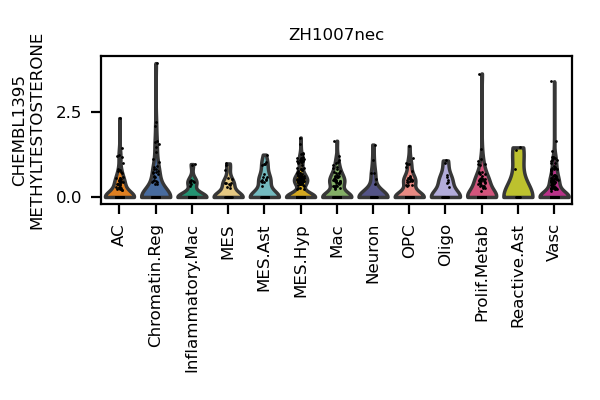 ZH1007nec
CHEMBL1395
METHYLTESTOSTERONE
2.5
0.0
AC
Chromatin.Reg
Inflammatory.Mac
MES
MES.Ast
MES.Hyp
Mac
Neuron
OPC
Oligo
Prolif.Metab
Reactive.Ast
Vasc